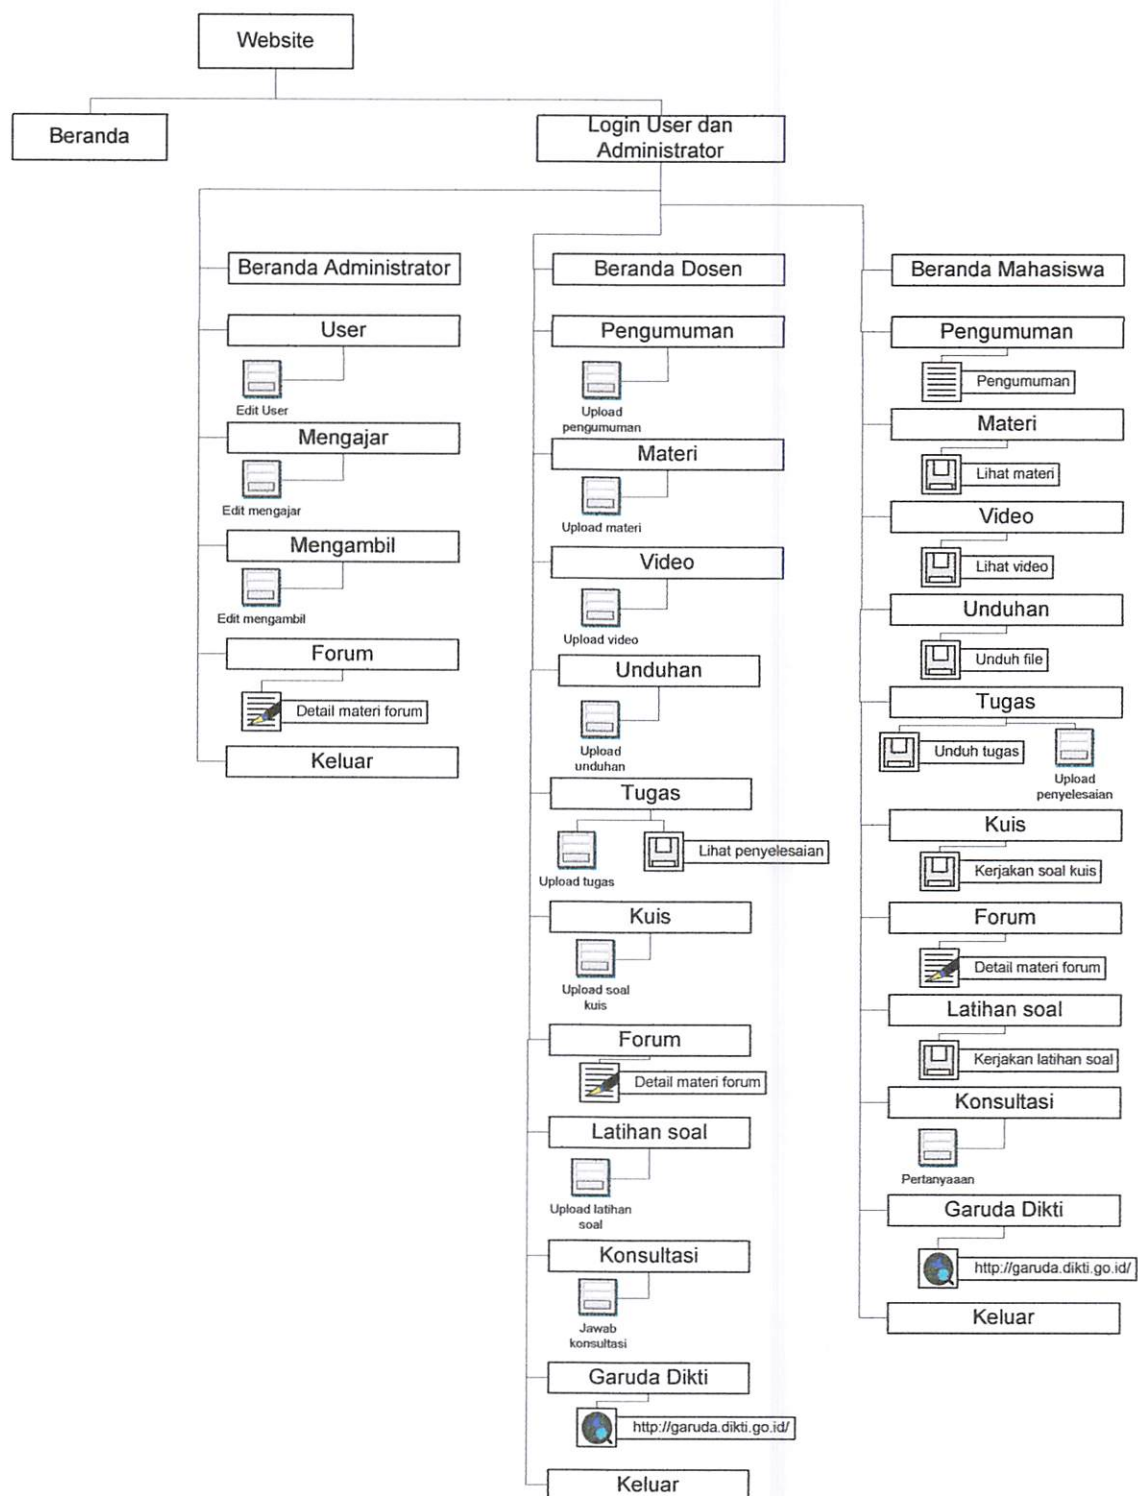 Website
Beranda
Login User dan
Administrator
Beranda Administrator
User
Edit User
Mengajar
Edit mengajar
Mengambil
Edit mengambil
Forum
Detail materi forum
Keluar
Beranda Dosen
Pengumuman
Upload
pengumuman
Materi
Upload materi
Video
Upload video
Unduhan
Upload
unduhan
Tugas
Upload tugas
Lihat penyelesaian
Kuis
Upload soal
kuis
Forum
Detail materi forum
Latihan soal
Upload latihan
soal
Konsultasi
Jawab
konsultasi
Garuda Dikti
http://garuda.dikti.go.id/
Keluar
Beranda Mahasiswa
Pengumuman
Pengumuman
Materi
Lihat materi
Video
Lihat video
Unduhan
Unduh file
Tugas
Unduh tugas
Upload
penyelesaian
Kuis
Kerjakan soal kuis
Forum
Detail materi forum
Latihan soal
Kerjakan latihan soal
Konsultasi
Pertanyaaan
Garuda Dikti
http://garuda.dikti.go.id/
Keluar